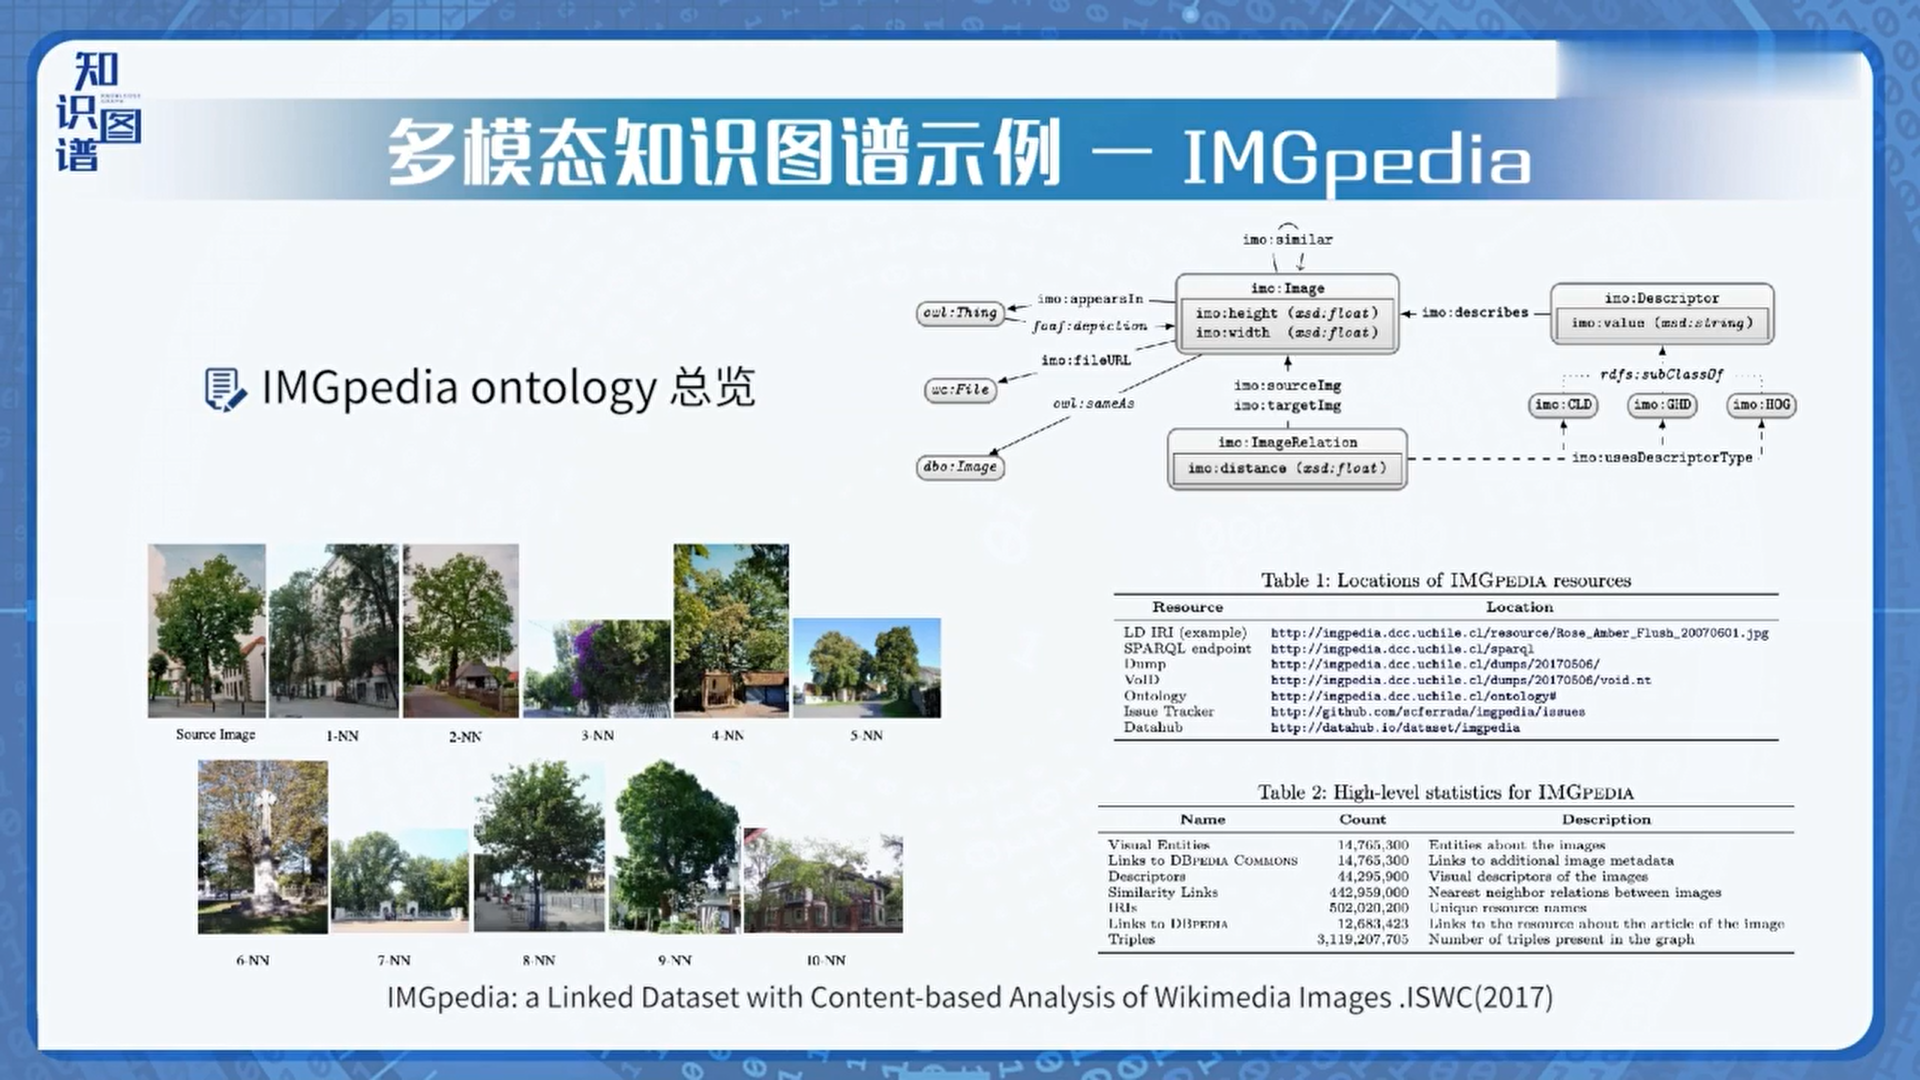 知识图谱
KNOWLEDGE GRAPH
多模态知识图谱示例 — IMGpedia
IMGpedia ontology 总览
imo:similar
imo:Image
imo:height (xsd:float)
imo:width (xsd:float)
owl:Thing
imo:appearsIn
foaf:depiction
imo:fileURL
wc:File
owl:sameAs
dbo:Image
imo:describes
imo:Descriptor
imo:value (xsd:string)
rdfs:subClassOf
imo:CLD
imo:GHD
imo:HOG
imo:sourceImg
imo:targetImg
imo:ImageRelation
imo:distance (xsd:float)
imo:usesDescriptorType
Source Image 1-NN 2-NN 3-NN 4-NN 5-NN
6-NN 7-NN 8-NN 9-NN 10-NN
Table 1: Locations of IMGPEDIA resources
Resource Location
LD IRI (example) http://imgpedia.dcc.uchile.cl/resource/Rose_Amber_Flush_20070601.jpg
SPARQL endpoint http://imgpedia.dcc.uchile.cl/sparql
Dump http://imgpedia.dcc.uchile.cl/dumps/20170506/
VoID http://imgpedia.dcc.uchile.cl/dumps/20170506/void.nt
Ontology http://imgpedia.dcc.uchile.cl/ontology#
Issue Tracker http://github.com/scferrada/imgpedia/issues
Datahub http://datahub.io/dataset/imgpedia
Table 2: High-level statistics for IMGPEDIA
Name Count Description
Visual Entities 14,765,300 Entities about the images
Links to DBPEDIA COMMONS 14,765,300 Links to additional image metadata
Descriptors 44,295,900 Visual descriptors of the images
Similarity Links 442,959,000 Nearest neighbor relations between images
IRIs 502,020,200 Unique resource names
Links to DBPEDIA 12,683,423 Links to the resource about the article of the image
Triples 3,119,207,705 Number of triples present in the graph
IMGpedia: a Linked Dataset with Content-based Analysis of Wikimedia Images .ISWC(2017)